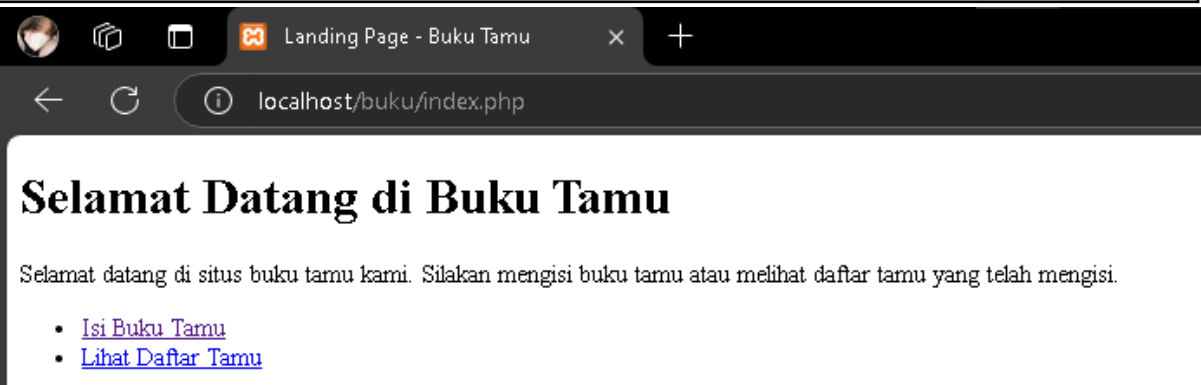 Landing Page - Buku Tamu
localhost/buku/index.php
Selamat Datang di Buku Tamu
Selamat datang di situs buku tamu kami. Silakan mengisi buku tamu atau melihat daftar tamu yang telah mengisi.
Isi Buku Tamu
Lihat Daftar Tamu